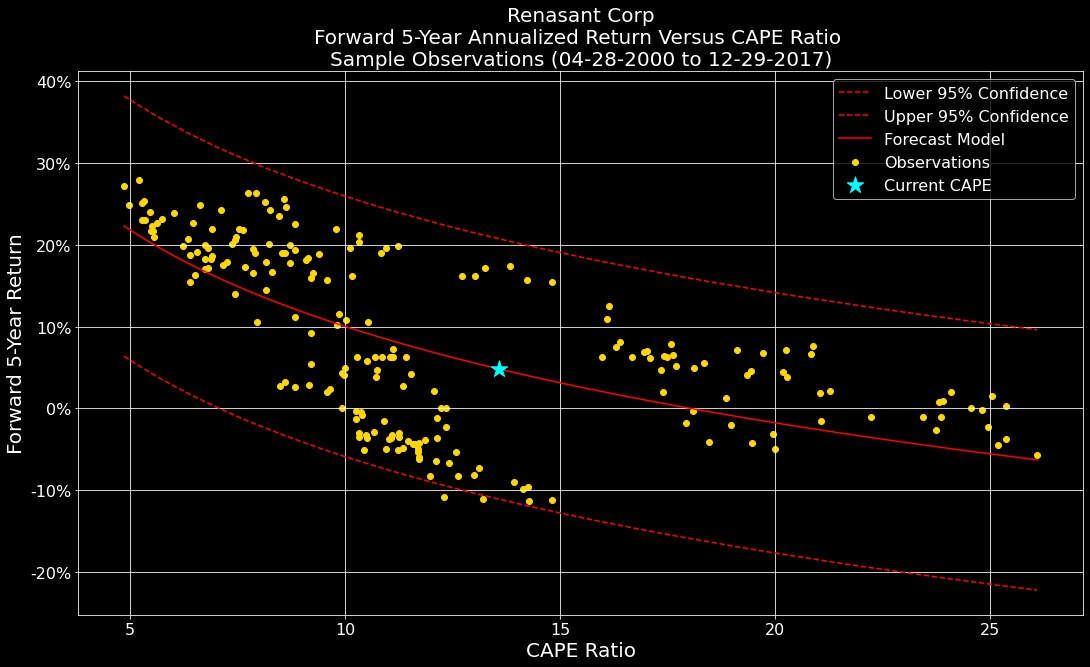 Renasant Corp
Forward 5-Year Annualized Return Versus CAPE Ratio
Sample Observations (04-28-2000 to 12-29-2017)
Lower 95% Confidence
Upper 95% Confidence
Forecast Model
Observations
Current CAPE
Forward 5-Year Return
40%
30%
20%
10%
0%
-10%
-20%
5
10
15
20
25
CAPE Ratio